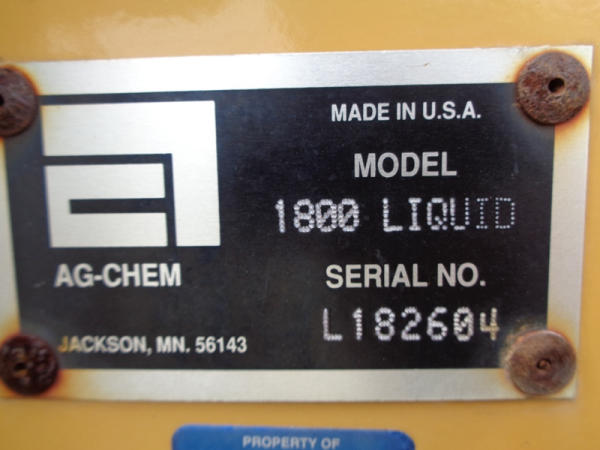 MADE IN U.S.A.
MODEL
1800 LIQUID
AG-CHEM
SERIAL NO.
L182604
JACKSON, MN. 56143
PROPERTY OF